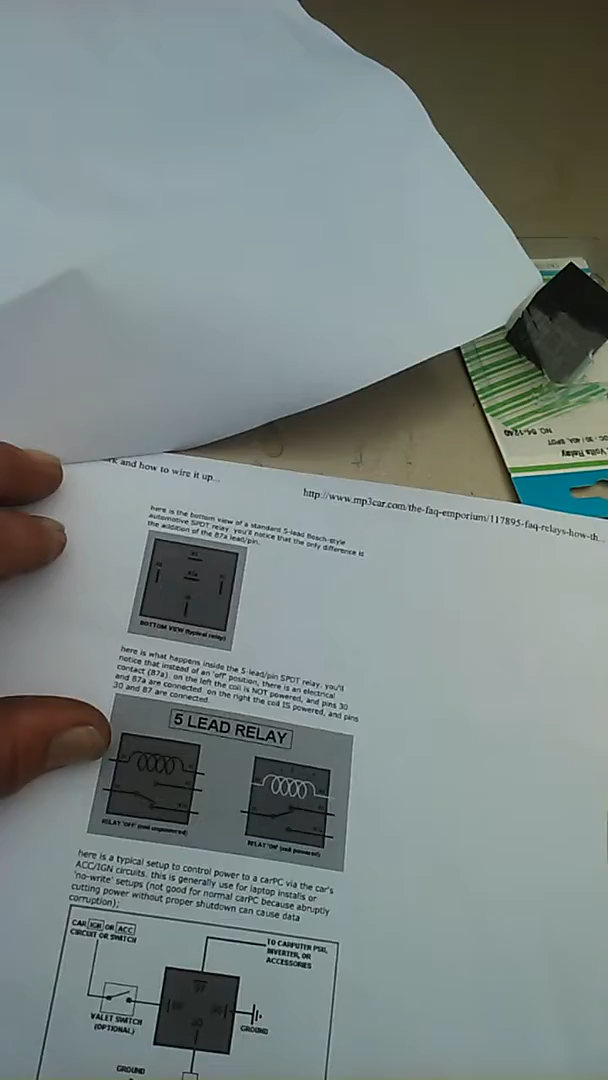 and how to wire it up...
http://www.mp3car.com/the-faq-emporium/117895-faq-relays-how-th...
NO. 84-1240
Volts Relay
here is the bottom view of a standard 5-lead Bosch-style
automotive SPDT relay. you'll notice that the only difference is
the addition of the 87a lead/pin.
BOTTOM VIEW (typical relay)
here is what happens inside the 5-lead/pin SPDT relay. you'll
notice that instead of an 'off' position, there is an electrical
contact (87a). on the left the coil is NOT powered, and pins 30
and 87a are connected. on the right the coil IS powered, and pins
30 and 87 are connected.
5 LEAD RELAY
RELAY 'OFF' (coil unpowered)
RELAY 'ON' (coil powered)
here is a typical setup to control power to a carPC via the car's
ACC/IGN circuits. this is generally use for laptop installs or
'no-write' setups (not good for normal carPC because abruptly
cutting power without proper shutdown can cause data
corruption):
CAR IGN OR ACC
CIRCUIT OR SWITCH
TO CARPUTER PSU,
INVERTER, OR
ACCESSORIES
87
VALET SWITCH
(OPTIONAL)
30
GROUND
GROUND